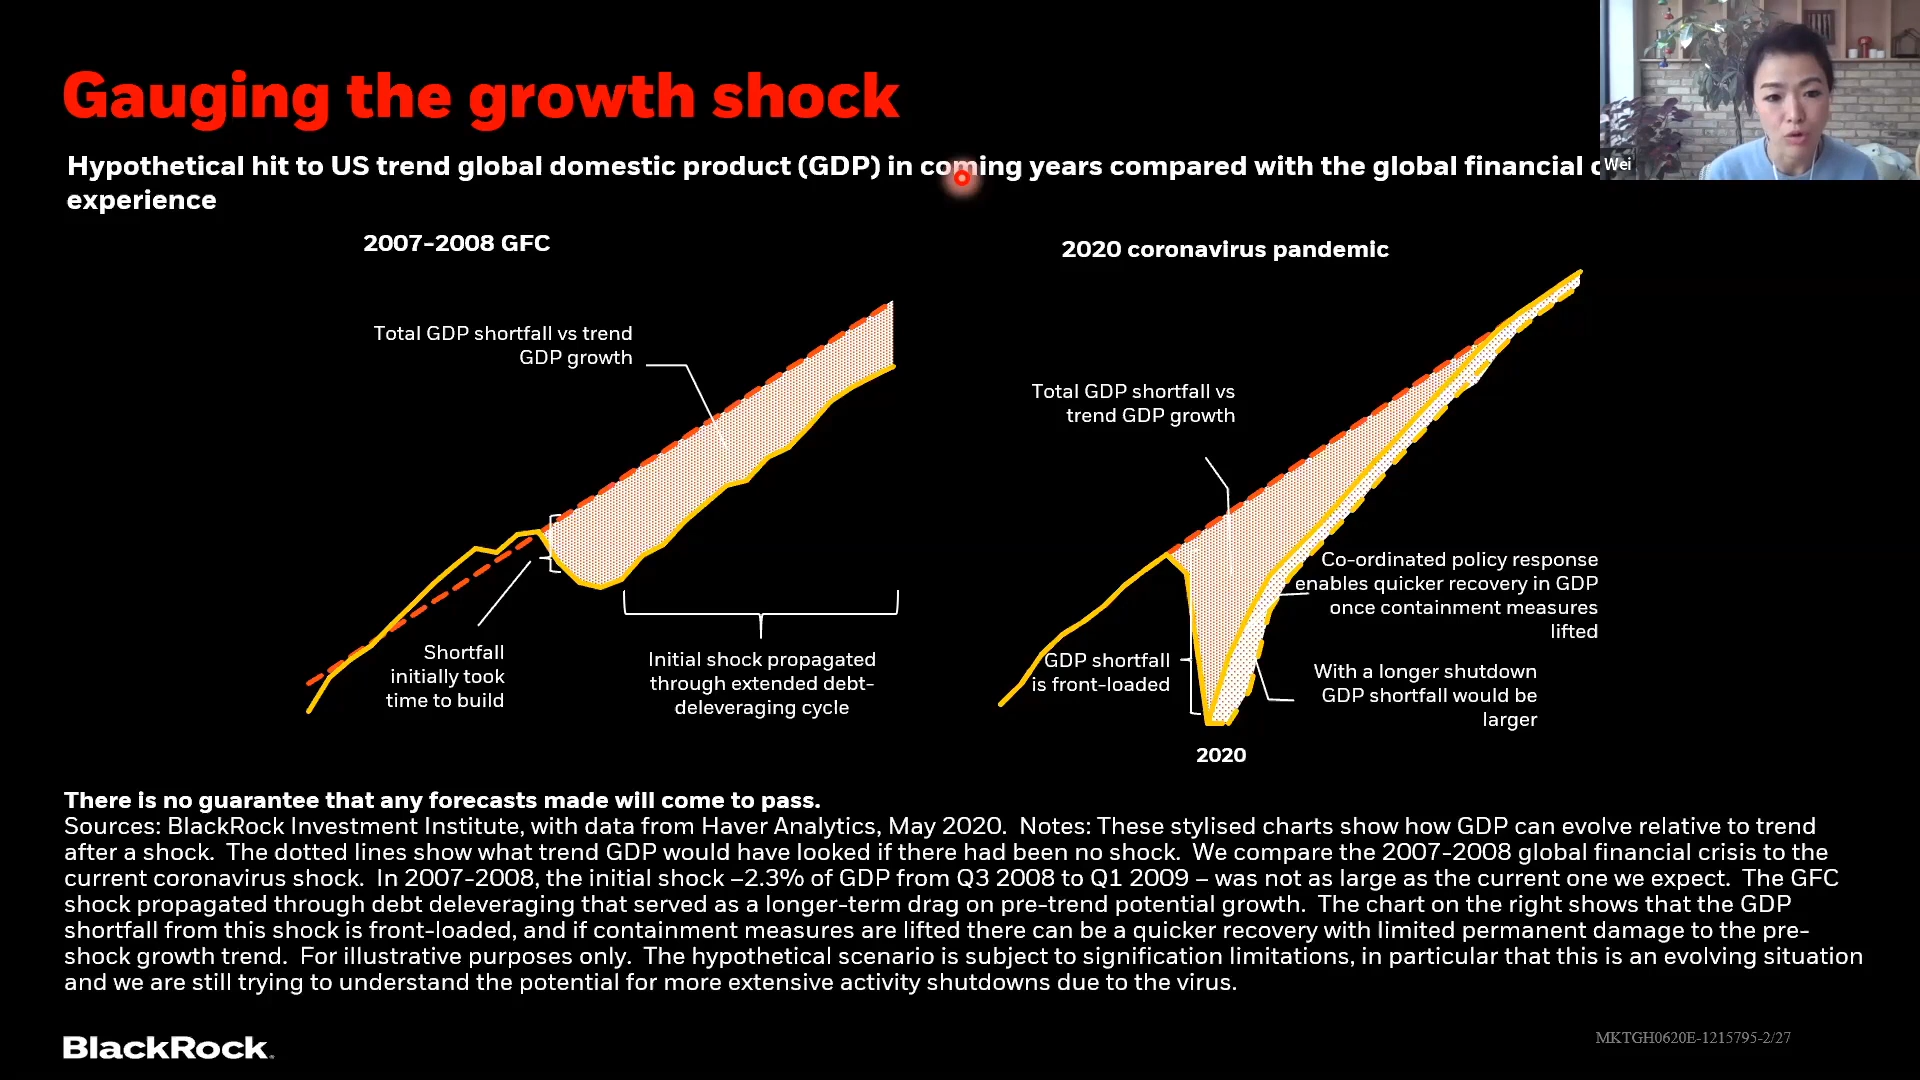 Gauging the growth shock
Hypothetical hit to US trend global domestic product (GDP) in coming years compared with the global financial
experience
Wei
2007-2008 GFC
Total GDP shortfall vs trend
GDP growth
Shortfall
initially took
time to build
Initial shock propagated
through extended debt-
deleveraging cycle
2020 coronavirus pandemic
Total GDP shortfall vs
trend GDP growth
Co-ordinated policy response
enables quicker recovery in GDP
once containment measures
lifted
GDP shortfall
is front-loaded
With a longer shutdown
GDP shortfall would be
larger
2020
There is no guarantee that any forecasts made will come to pass.
Sources: BlackRock Investment Institute, with data from Haver Analytics, May 2020.  Notes: These stylised charts show how GDP can evolve relative to trend
after a shock.  The dotted lines show what trend GDP would have looked if there had been no shock.  We compare the 2007-2008 global financial crisis to the
current coronavirus shock.  In 2007-2008, the initial shock –2.3% of GDP from Q3 2008 to Q1 2009 – was not as large as the current one we expect.  The GFC
shock propagated through debt deleveraging that served as a longer-term drag on pre-trend potential growth.  The chart on the right shows that the GDP
shortfall from this shock is front-loaded, and if containment measures are lifted there can be a quicker recovery with limited permanent damage to the pre-
shock growth trend.  For illustrative purposes only.  The hypothetical scenario is subject to signification limitations, in particular that this is an evolving situation
and we are still trying to understand the potential for more extensive activity shutdowns due to the virus.
BlackRock.
MKTGH0620E-1215795-2/27